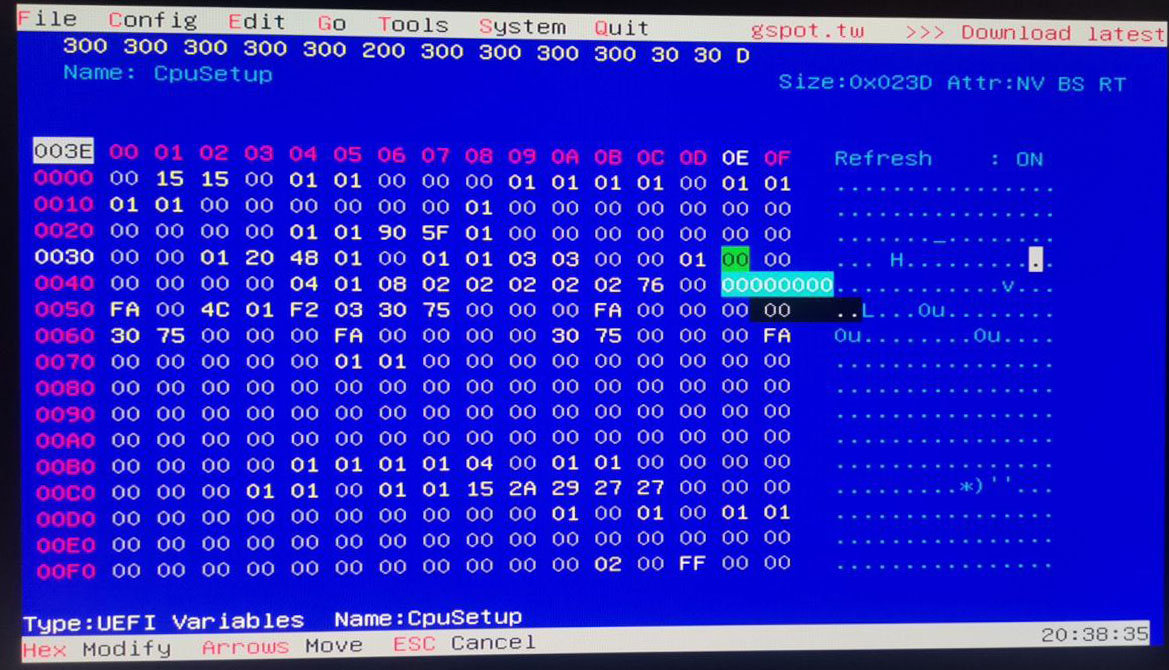 File Config Edit Go Tools System Quit gspot.tw >>> Download latest
300 300 300 300 300 200 300 300 300 300 30 30 D
Name: CpuSetup Size:0x023D Attr:NV BS RT
003E 00 01 02 03 04 05 06 07 08 09 0A 0B 0C 0D 0E 0F Refresh : ON
0000 00 15 15 00 01 01 00 00 00 01 01 01 01 00 01 01 ................
0010 01 01 00 00 00 00 00 00 01 00 00 00 00 00 00 00 ................
0020 00 00 00 00 01 01 90 5F 01 00 00 00 00 00 00 00 ......._........
0030 00 00 01 20 48 01 00 01 01 03 03 00 00 01 00 00 ... H...........
0040 00 00 00 00 04 01 08 02 02 02 02 02 76 00 00000000 ............v...
0050 FA 00 4C 01 F2 03 30 75 00 00 00 FA 00 00 00 00 ..L...0u........
0060 30 75 00 00 00 FA 00 00 00 00 30 75 00 00 00 FA 0u........0u....
0070 00 00 00 00 00 01 01 00 00 00 00 00 00 00 00 00 ................
0080 00 00 00 00 00 00 00 00 00 00 00 00 00 00 00 00 ................
0090 00 00 00 00 00 00 00 00 00 00 00 00 00 00 00 00 ................
00A0 00 00 00 00 00 00 00 00 00 00 00 00 00 00 00 00 ................
00B0 00 00 00 00 01 01 01 01 04 00 01 01 00 00 00 00 ................
00C0 00 00 00 01 01 00 01 01 15 2A 29 27 27 00 00 00 .........*)''...
00D0 00 00 00 00 00 00 00 00 00 00 01 00 01 00 01 01 ................
00E0 00 00 00 00 00 00 00 00 00 00 00 00 00 00 00 00 ................
00F0 00 00 00 00 00 00 00 00 00 00 00 02 00 FF 00 00 ................
Type:UEFI Variables Name:CpuSetup
Hex Modify Arrows Move ESC Cancel 20:38:35